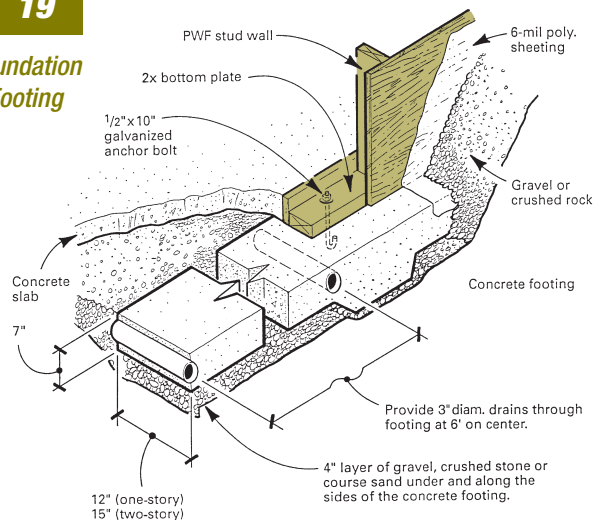 19
undation
ooting
PWF stud wall
6-mil poly.
sheeting
2x bottom plate
1/2"x10"
galvanized
anchor bolt
Gravel or
crushed rock
Concrete
slab
Concrete footing
7"
Provide 3"diam. drains through
footing at 6' on center.
4" layer of gravel, crushed stone or
course sand under and along the
sides of the concrete footing.
12" (one-story)
15" (two-story)